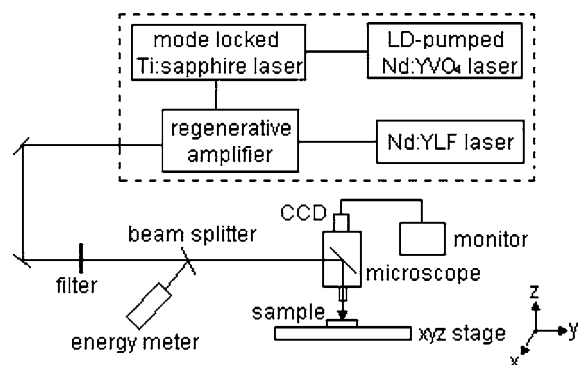 mode locked
Ti:sapphire laser
LD-pumped
Nd:YVO₄ laser
regenerative
amplifier
Nd:YLF laser
CCD
beam splitter
monitor
microscope
filter
sample
energy meter
xyz stage
z
y
x